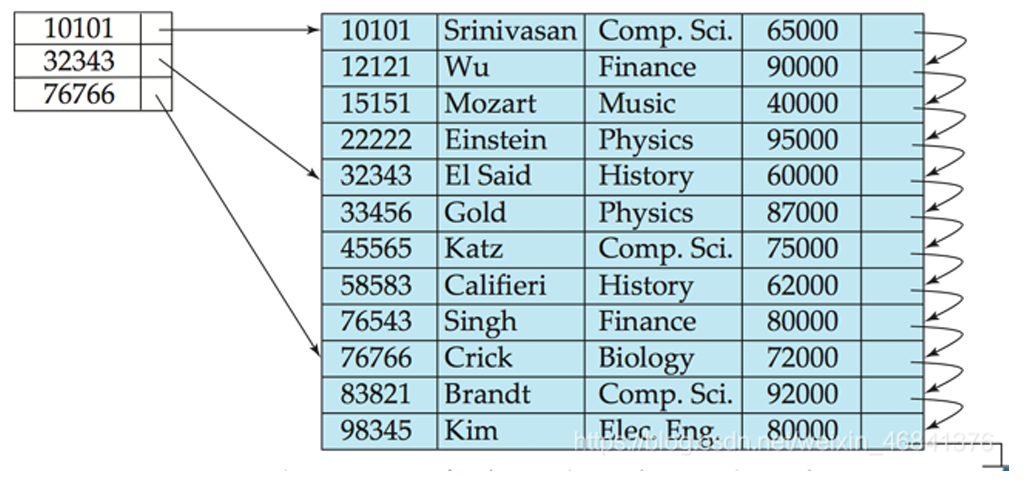 10101
32343
76766
10101 Srinivasan Comp. Sci. 65000
12121 Wu Finance 90000
15151 Mozart Music 40000
22222 Einstein Physics 95000
32343 El Said History 60000
33456 Gold Physics 87000
45565 Katz Comp. Sci. 75000
58583 Califieri History 62000
76543 Singh Finance 80000
76766 Crick Biology 72000
83821 Brandt Comp. Sci. 92000
98345 Kim Elec. Eng. 80000
https://blog.csdn.net/weixin_46841376